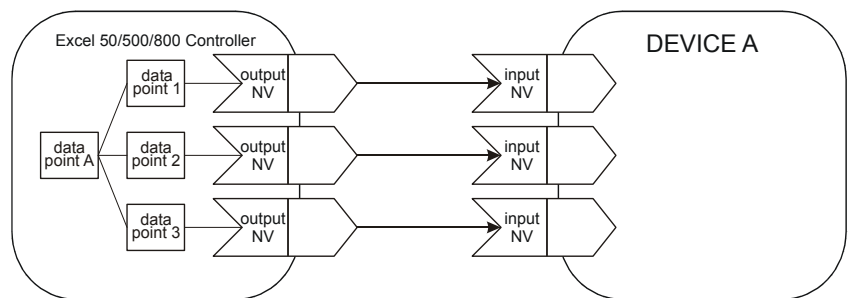 Excel 50/500/800 Controller
DEVICE A
data
point 1
output
NV
input
NV
data
point A
data
point 2
output
NV
input
NV
data
point 3
output
NV
input
NV